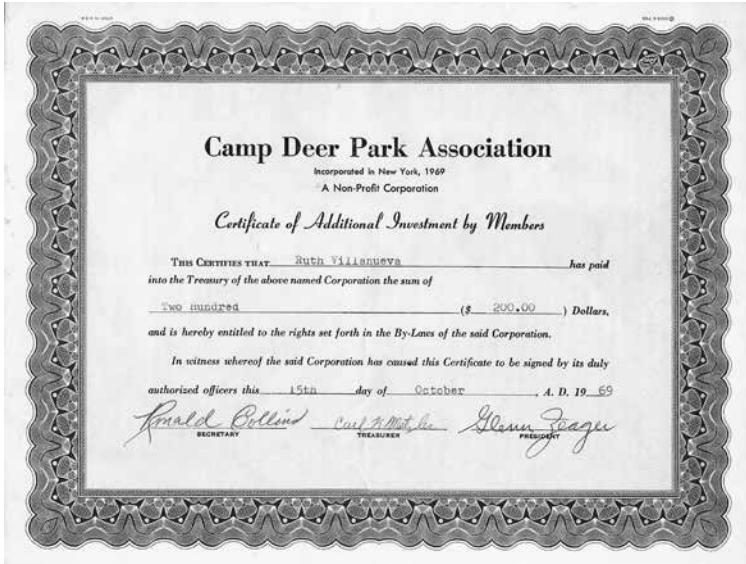 Camp Deer Park Association
Incorporated in New York, 1969
A Non-Profit Corporation
Certificate of Additional Investment by Members
THIS CERTIFIES THAT Ruth Villanueva has paid
into the Treasury of the above named Corporation the sum of
Two hundred ($ 200.00 ) Dollars,
and is hereby entitled to the rights set forth in the By-Laws of the said Corporation.
In witness whereof the said Corporation has caused this Certificate to be signed by its duly
authorized officers this 15th day of October , A. D. 19 69
Ronald Collins Carl N Metzler Glenn Zeager
SECRETARY TREASURER PRESIDENT